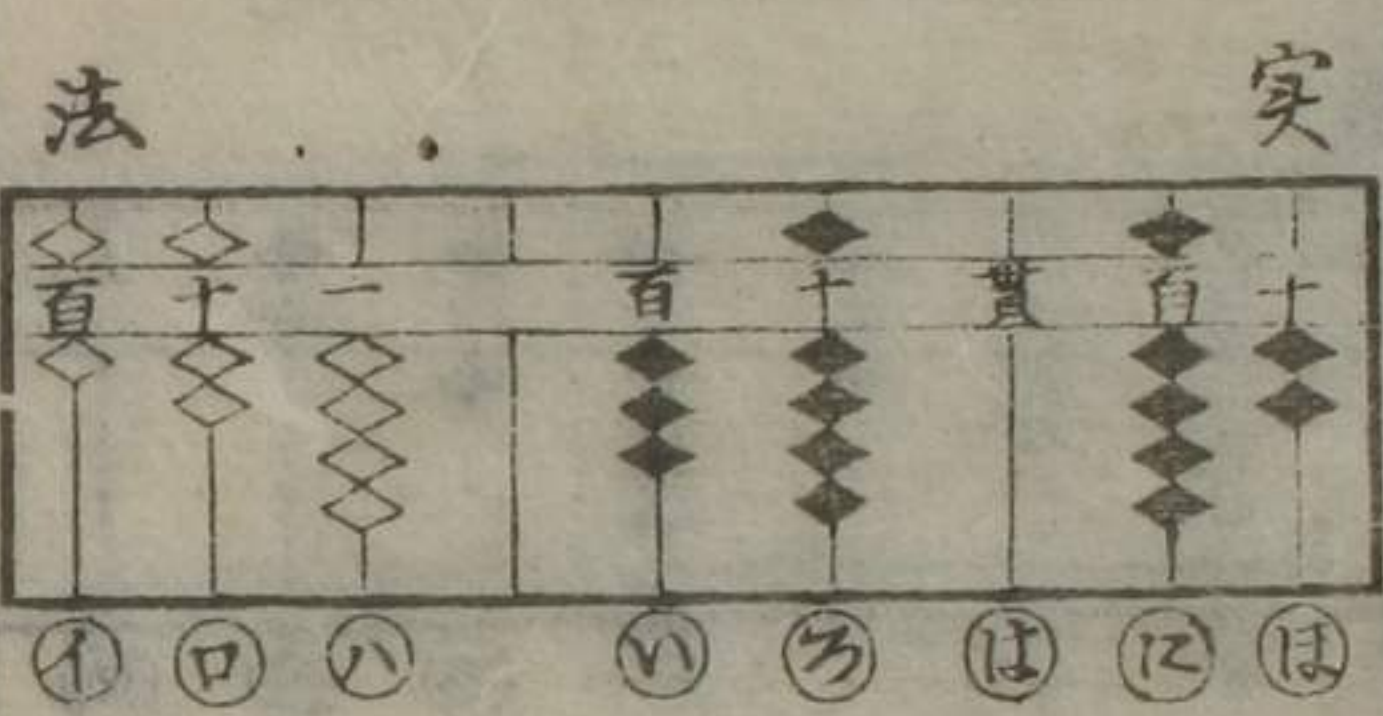 実
法
百 十 一 百 十 貫 百 十
イ ロ ハ い ろ は に ほ